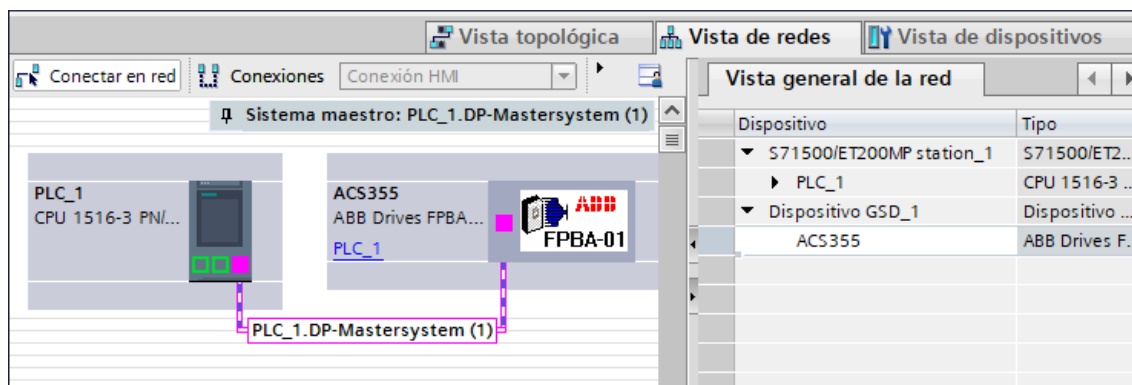 Vista topológica
Vista de redes
Vista de dispositivos
Conectar en red
Conexiones
Conexión HMI
Sistema maestro: PLC_1.DP-Mastersystem (1)
PLC_1
CPU 1516-3 PN/...
ACS355
ABB Drives FPBA...
PLC_1
ABB
FPBA-01
PLC_1.DP-Mastersystem (1)
Vista general de la red
Dispositivo Tipo
S71500/ET200MP station_1 S71500/ET2...
PLC_1 CPU 1516-3 ...
Dispositivo GSD_1 Dispositivo ...
ACS355 ABB Drives F...